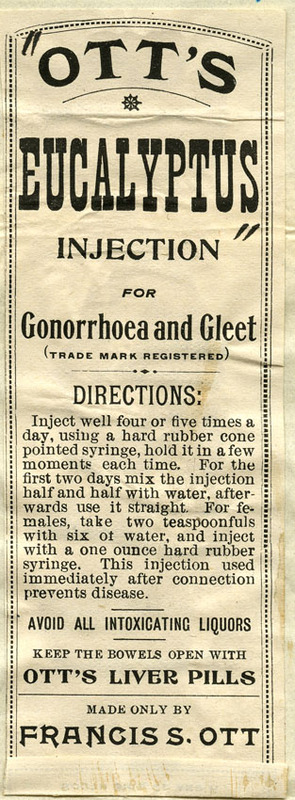 "OTT'S
EUCALYPTUS
INJECTION"
FOR
Gonorrhoea and Gleet
(TRADE MARK REGISTERED)
DIRECTIONS:
Inject well four or five times a
day, using a hard rubber cone
pointed syringe, hold it in a few
moments each time. For the
first two days mix the injection
half and half with water, after-
wards use it straight. For fe-
males, take two teaspoonfuls
with six of water, and inject
with a one ounce hard rubber
syringe. This injection used
immediately after connection
prevents disease.
AVOID ALL INTOXICATING LIQUORS
KEEP THE BOWELS OPEN WITH
OTT'S LIVER PILLS
MADE ONLY BY
FRANCIS S. OTT